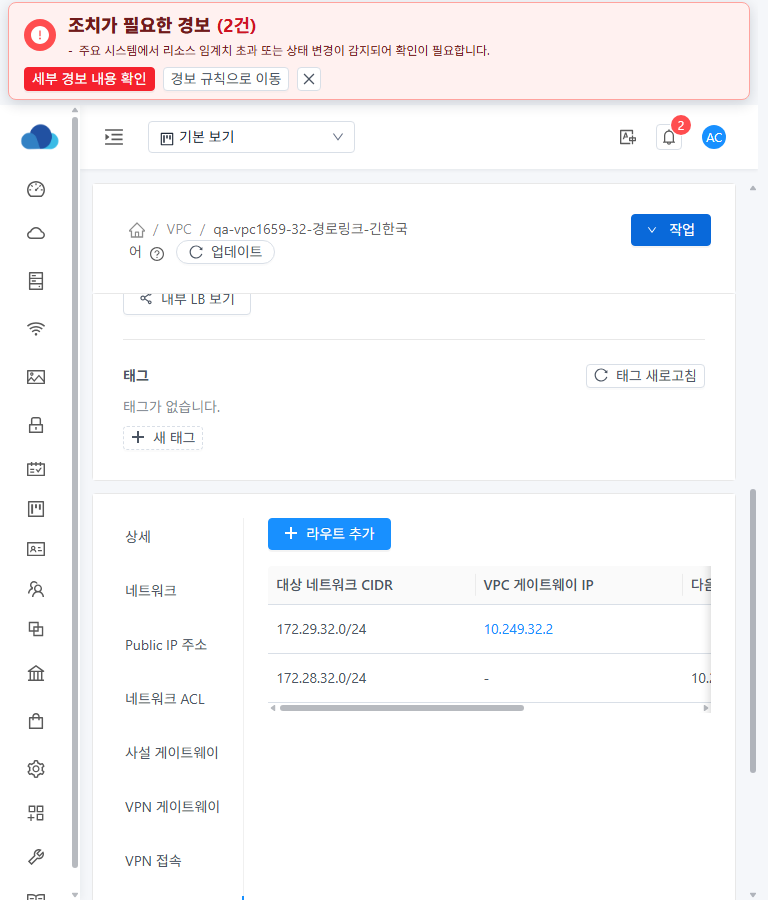 조치가 필요한 경보 (2건)
- 주요 시스템에서 리소스 임계치 초과 또는 상태 변경이 감지되어 확인이 필요합니다.
세부 경보 내용 확인
경보 규칙으로 이동
기본 보기
2
AC
/ VPC / qa-vpc1659-32-경로링크-긴한국
어
업데이트
작업
내부 LB 보기
태그
태그 새로고침
태그가 없습니다.
새 태그
상세
네트워크
Public IP 주소
네트워크 ACL
사설 게이트웨이
VPN 게이트웨이
VPN 접속
라우트 추가
대상 네트워크 CIDR VPC 게이트웨이 IP 다음
172.29.32.0/24 10.249.32.2
172.28.32.0/24 - 10.